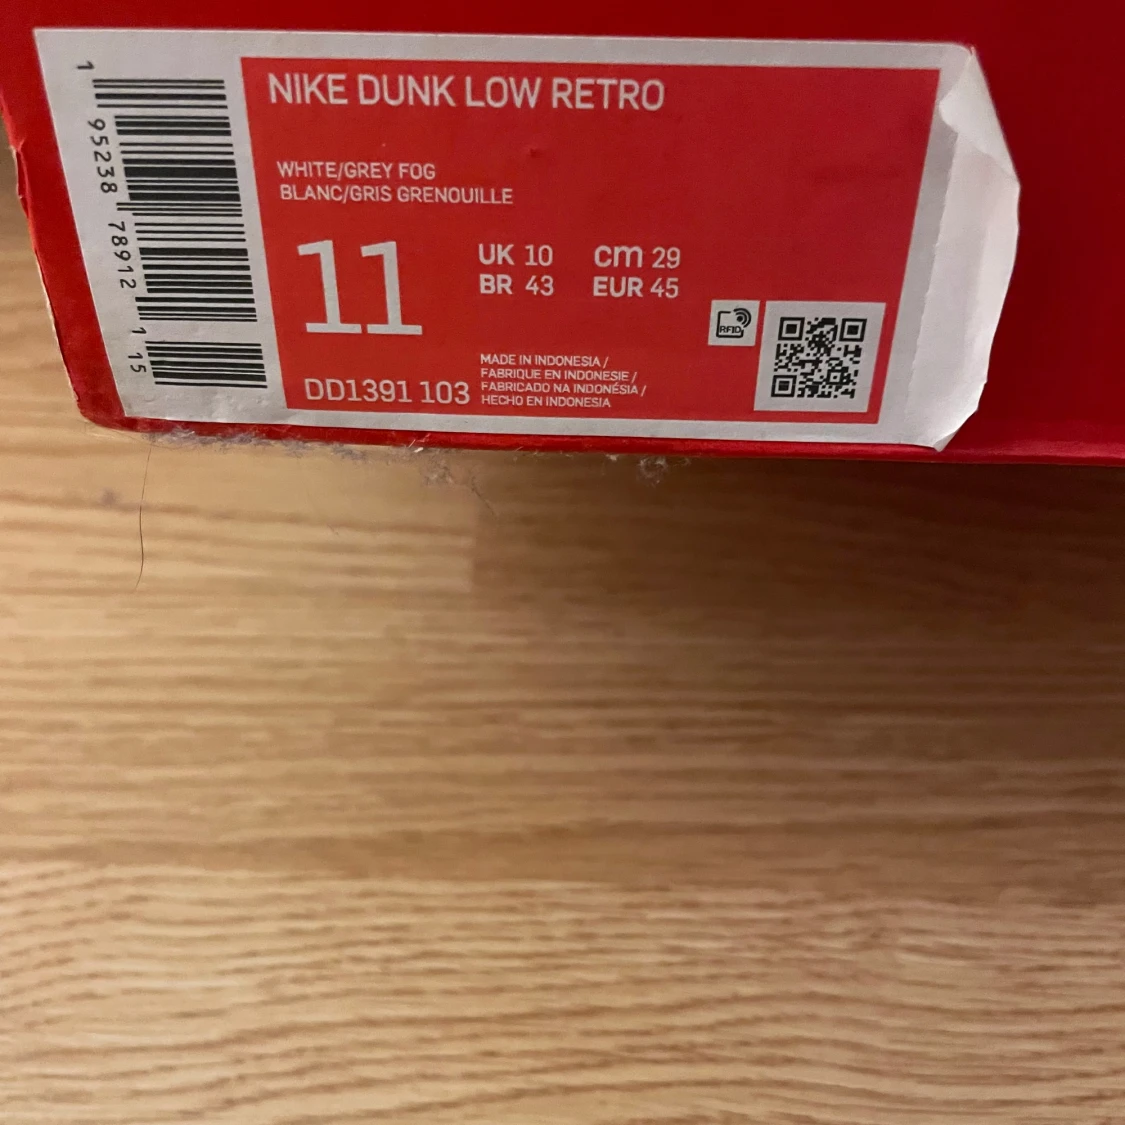 NIKE DUNK LOW RETRO
WHITE/GREY FOG
BLANC/GRIS GRENOUILLE
11
UK 10 cm 29
BR 43 EUR 45
RFID
MADE IN INDONESIA /
FABRIQUE EN INDONESIE /
FABRICADO NA INDONÉSIA /
HECHO EN INDONESIA
DD1391 103
1 95238 78912 1 15